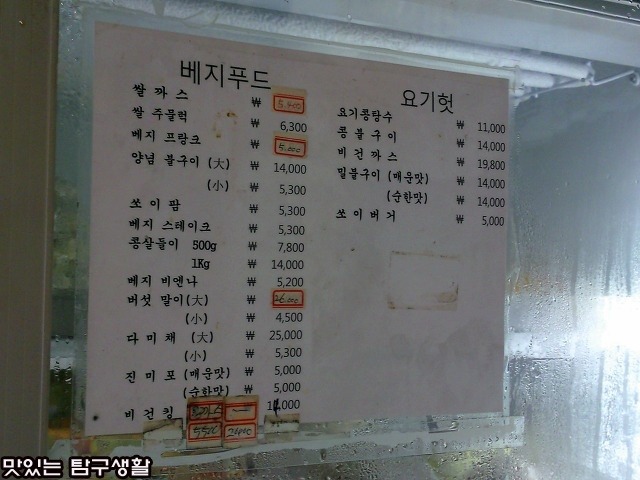 베지푸드
쌀 까스 ₩
쌀 주물럭 ₩ 6,300
베지 프랑크 ₩ 5,000
양념 불구이 (大) ₩ 14,000
(小) ₩ 5,300
쏘이 팜 ₩ 5,300
베지 스테이크 ₩ 5,300
콩살돌이 500g ₩ 7,800
1Kg ₩ 14,000
베지 비엔나 ₩ 5,200
버섯 말이(大) ₩ 26,000
(小) ₩ 4,500
다미채 (大) ₩ 25,000
(小) ₩ 5,300
진미포 (매운맛) ₩ 5,000
(순한맛) ₩ 5,000
비건킹
요기헛
요기콩탕수 ₩ 11,000
콩불구이 ₩ 14,000
비건까스 ₩ 19,800
밀불구이 (매운맛) ₩ 14,000
(순한맛) ₩ 14,000
쏘이버거 ₩ 5,000
맛있는 탐구생활